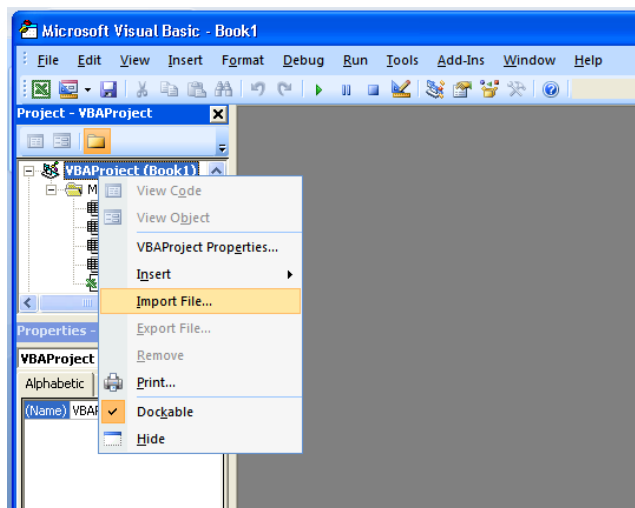 Microsoft Visual Basic - Book1
File Edit View Insert Format Debug Run Tools Add-Ins Window Help
Project - VBAProject
VBAProject (Book1)
M
View Code
View Object
VBAProject Properties...
Insert
Import File...
Export File...
Remove
Print...
Dockable
Hide
Properties -
VBAProject
Alphabetic
(Name) VBAP